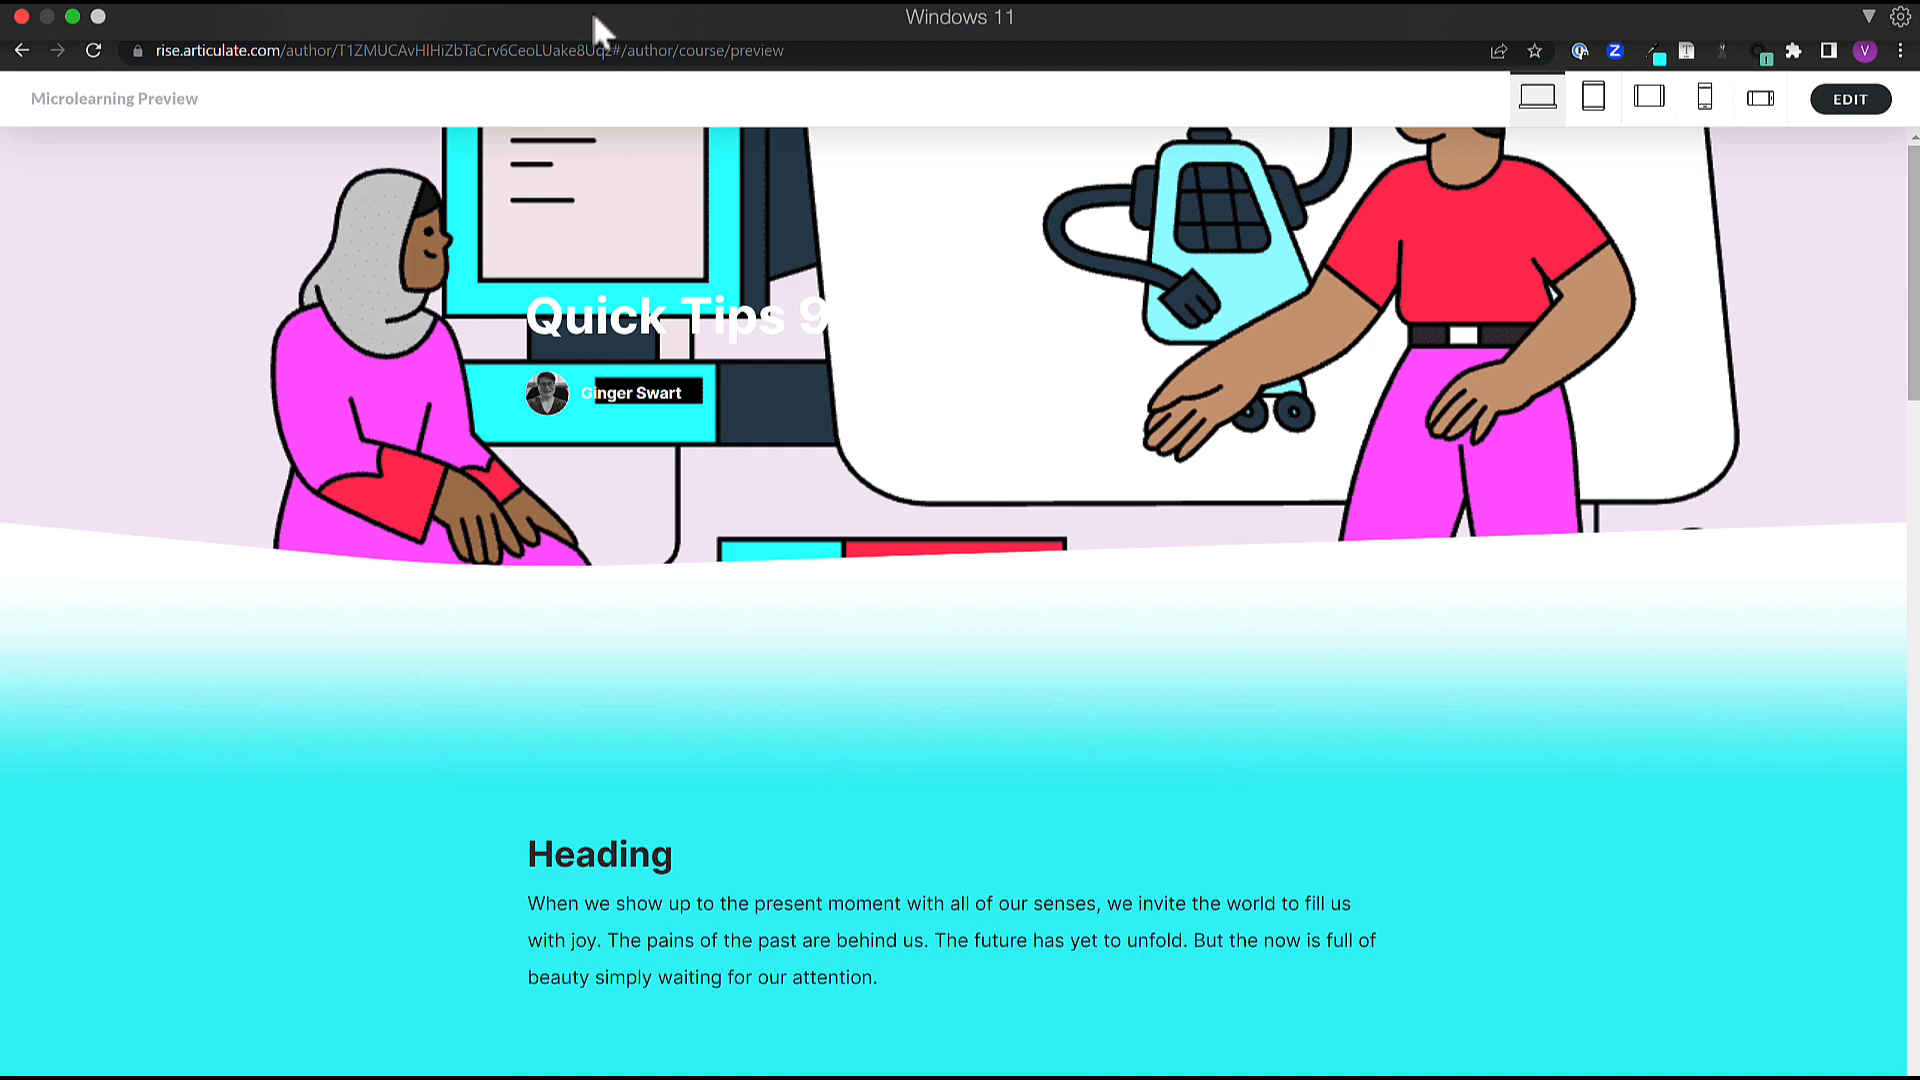 Windows 11
rise.articulate.com/author/T1ZMUCAvHIHiZbTaCrv6CeoLUake8Uqz#/author/course/preview
Microlearning Preview
EDIT
Quick Tips 9
Ginger Swart
Heading
When we show up to the present moment with all of our senses, we invite the world to fill us
with joy. The pains of the past are behind us. The future has yet to unfold. But the now is full of
beauty simply waiting for our attention.